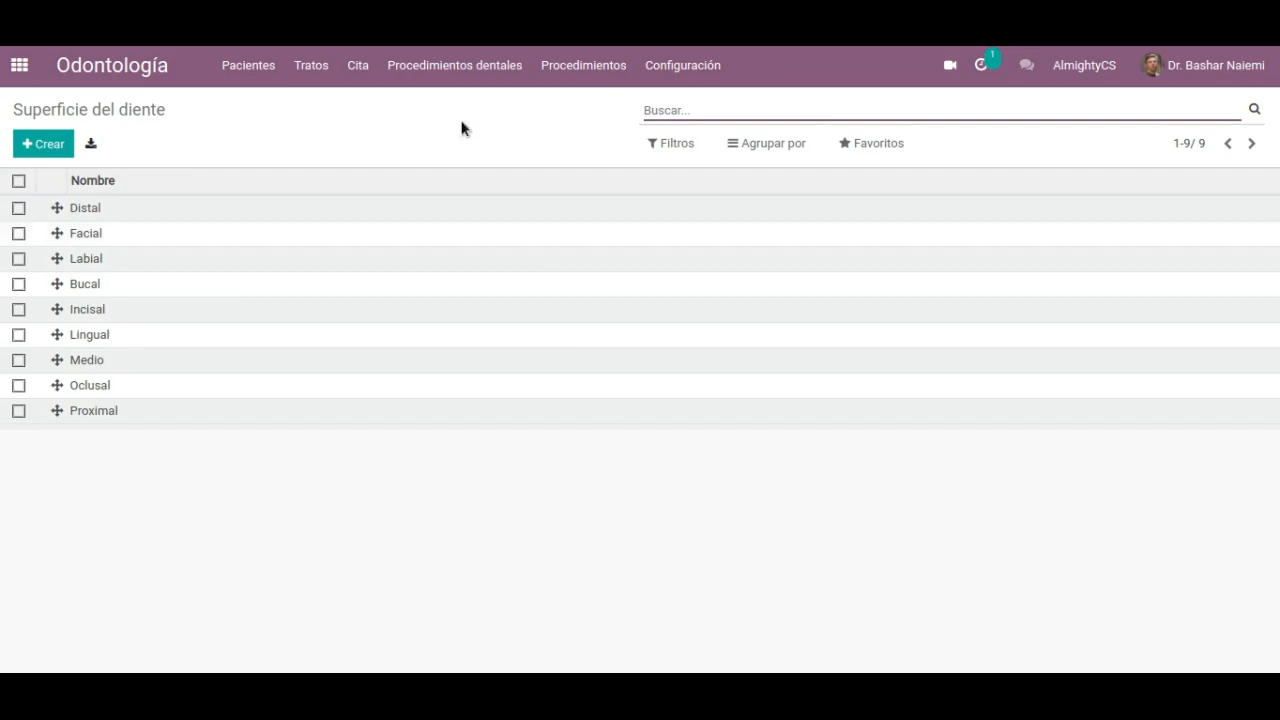 Odontología Pacientes Tratos Cita Procedimientos dentales Procedimientos Configuración 1 AlmightyCS Dr. Bashar Naiemi
Superficie del diente Buscar...
Crear Filtros Agrupar por Favoritos 1-9/ 9
Nombre
Distal
Facial
Labial
Bucal
Incisal
Lingual
Medio
Oclusal
Proximal